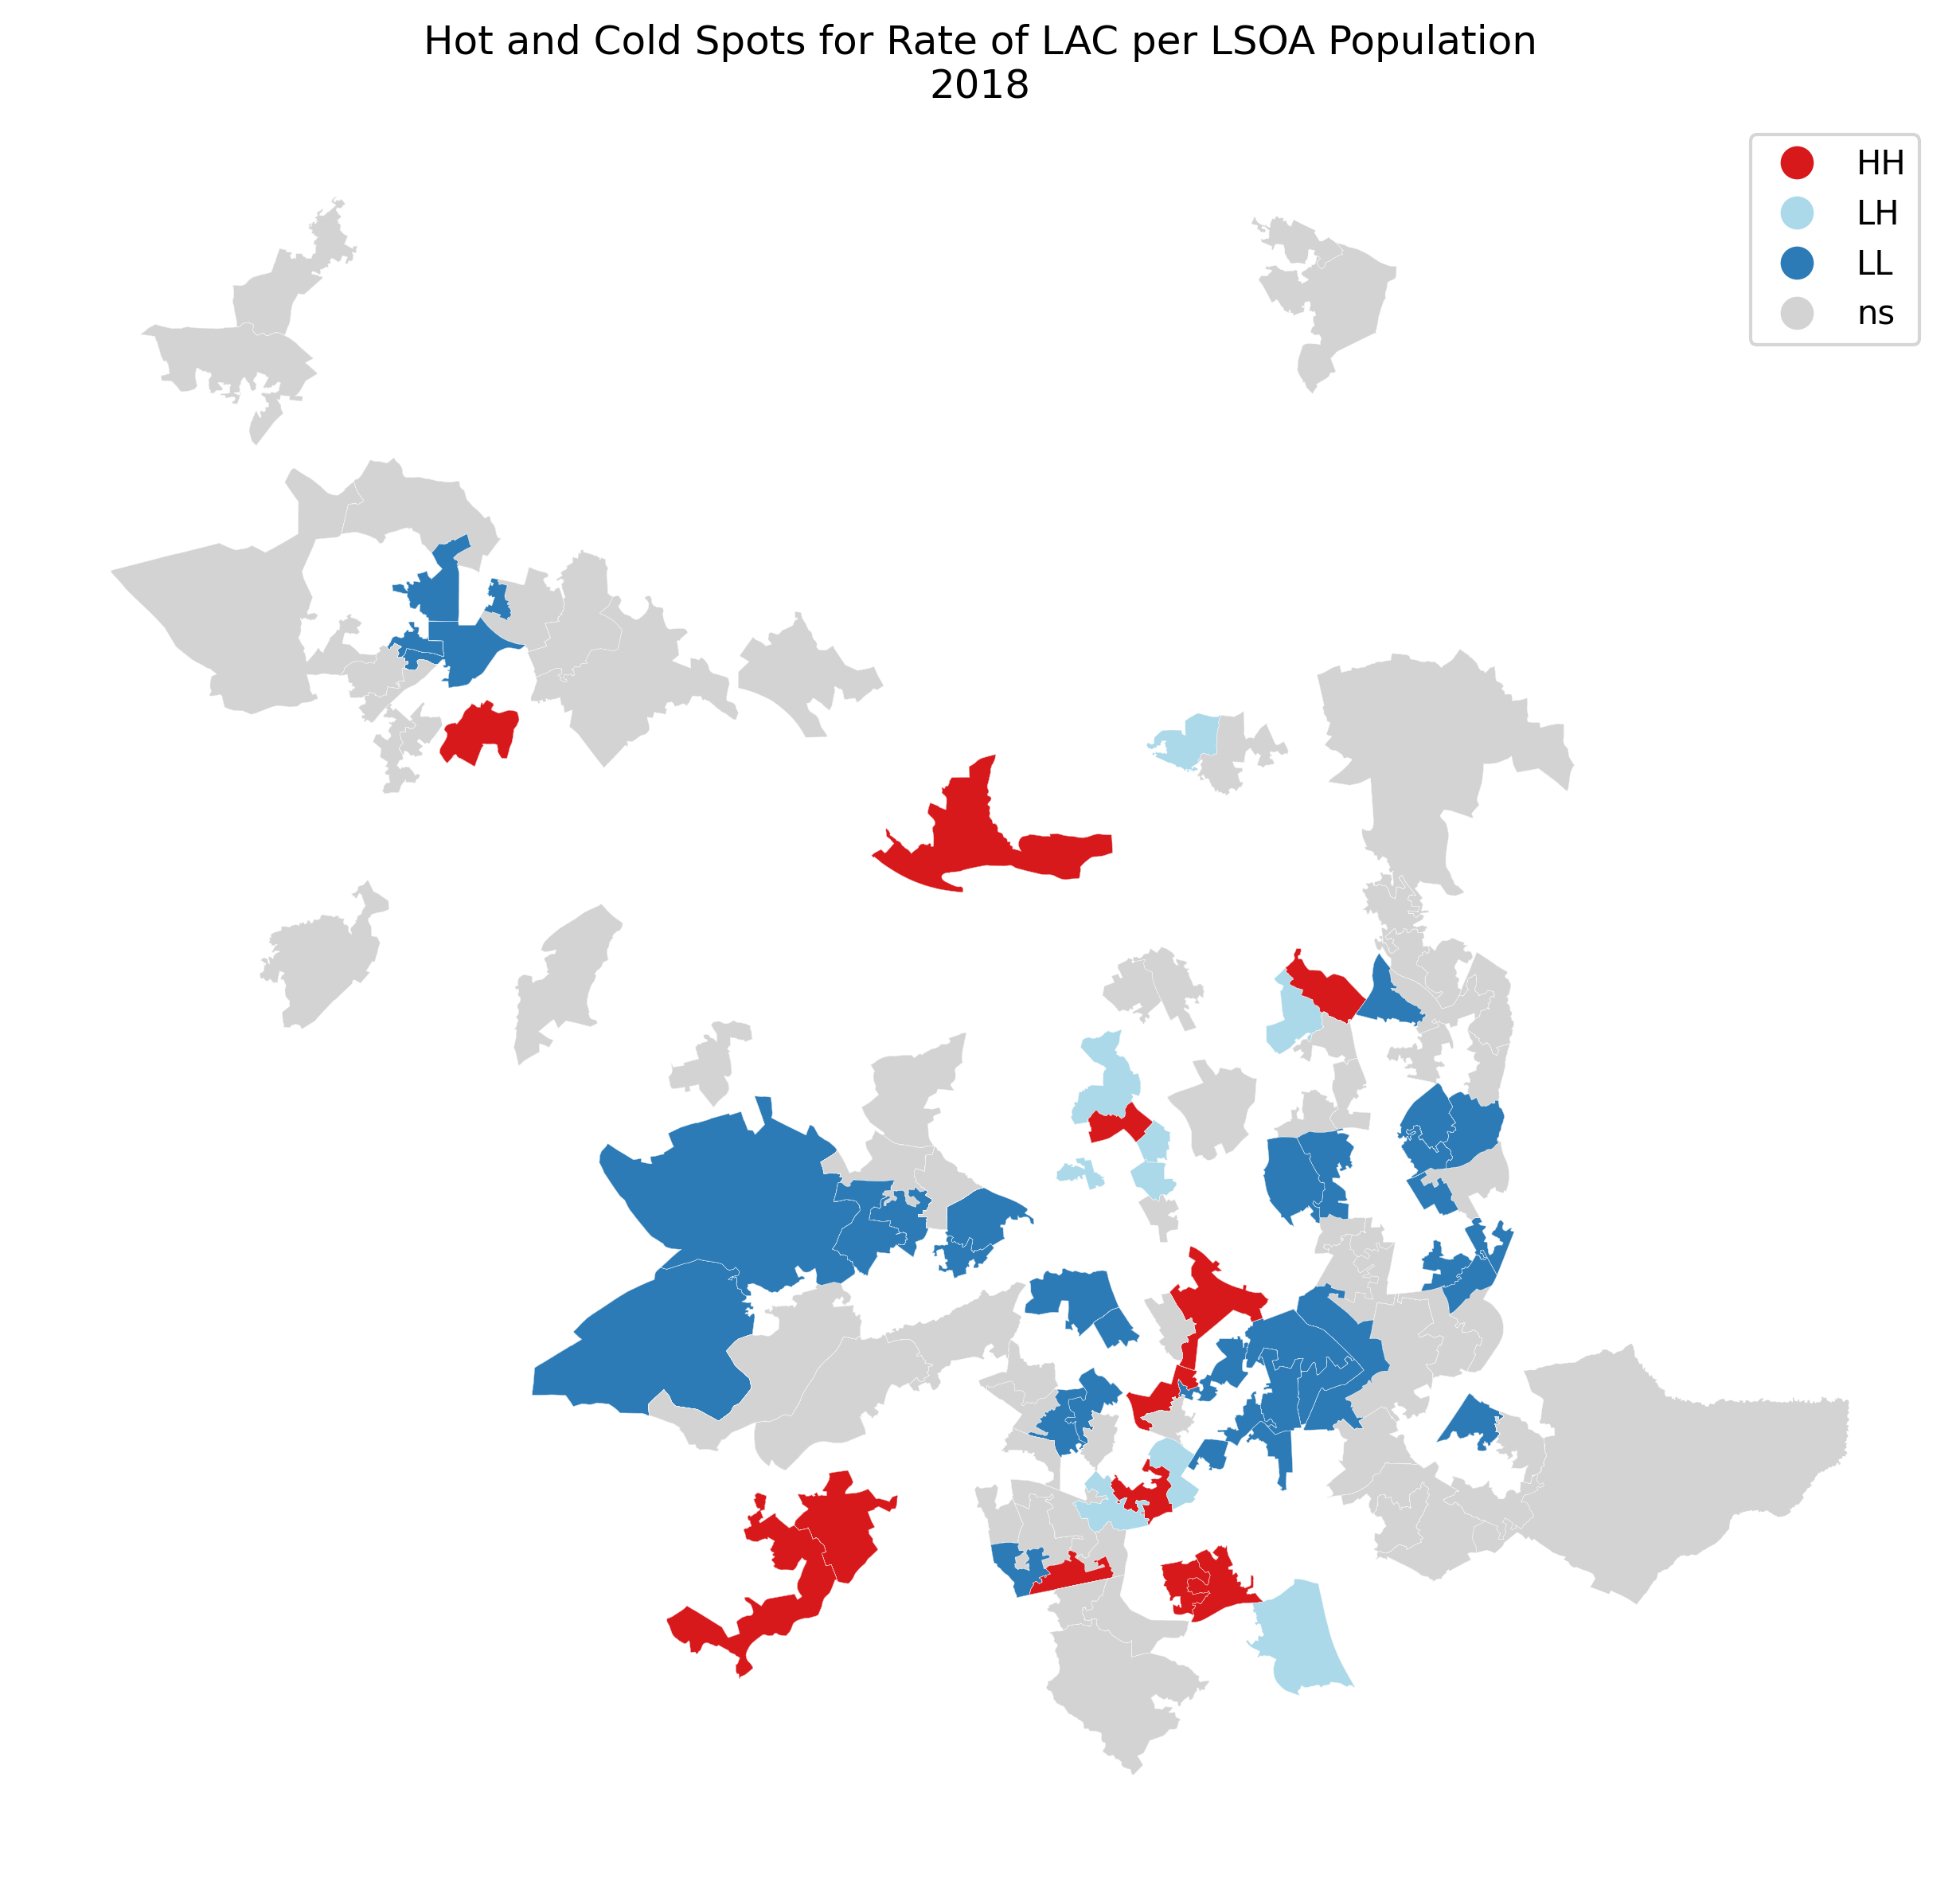 Hot and Cold Spots for Rate of LAC per LSOA Population
2018
HH
LH
LL
ns